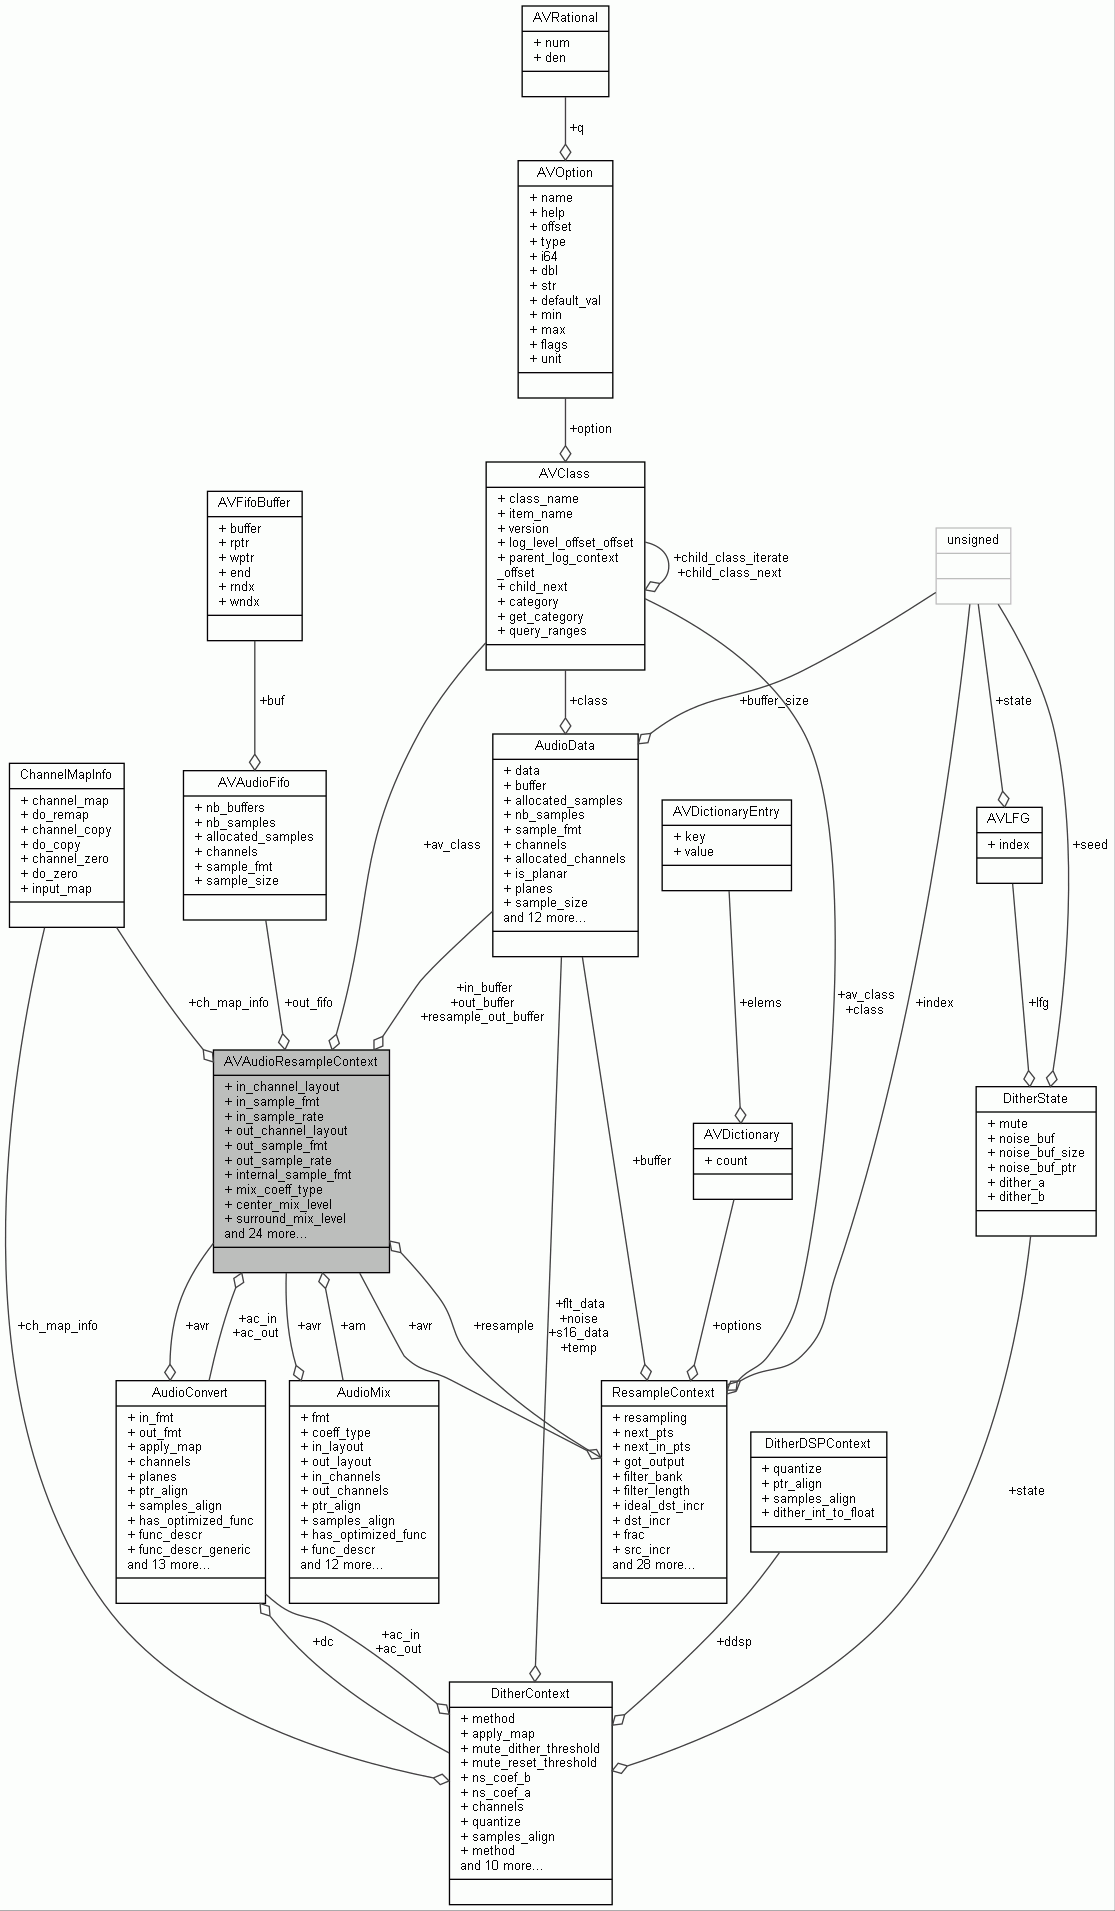 AVRational
+ num
+ den
+q
AVOption
+ name
+ help
+ offset
+ type
+ i64
+ dbl
+ str
+ default_val
+ min
+ max
+ flags
+ unit
+option
AVClass
+ class_name
+ item_name
+ version
+ log_level_offset_offset
+ parent_log_context
_offset
+ child_next
+ category
+ get_category
+ query_ranges
+child_class_iterate
+child_class_next
AVFifoBuffer
+ buffer
+ rptr
+ wptr
+ end
+ rndx
+ wndx
unsigned
+buf
+class
+buffer_size
+state
ChannelMapInfo
+ channel_map
+ do_remap
+ channel_copy
+ do_copy
+ channel_zero
+ do_zero
+ input_map
AVAudioFifo
+ nb_buffers
+ nb_samples
+ allocated_samples
+ channels
+ sample_fmt
+ sample_size
+av_class
AudioData
+ data
+ buffer
+ allocated_samples
+ nb_samples
+ sample_fmt
+ channels
+ allocated_channels
+ is_planar
+ planes
+ sample_size
and 12 more...
AVDictionaryEntry
+ key
+ value
AVLFG
+ index
+seed
+ch_map_info
+out_fifo
+in_buffer
+out_buffer
+resample_out_buffer
+elems
+av_class
+class
+index
+lfg
AVAudioResampleContext
+ in_channel_layout
+ in_sample_fmt
+ in_sample_rate
+ out_channel_layout
+ out_sample_fmt
+ out_sample_rate
+ internal_sample_fmt
+ mix_coeff_type
+ center_mix_level
+ surround_mix_level
and 24 more...
+buffer
AVDictionary
+ count
DitherState
+ mute
+ noise_buf
+ noise_buf_size
+ noise_buf_ptr
+ dither_a
+ dither_b
+ch_map_info
+avr
+ac_in
+ac_out
+avr
+am
+avr
+resample
+flt_data
+noise
+s16_data
+temp
+options
AudioConvert
+ in_fmt
+ out_fmt
+ apply_map
+ channels
+ planes
+ ptr_align
+ samples_align
+ has_optimized_func
+ func_descr
+ func_descr_generic
and 13 more...
AudioMix
+ fmt
+ coeff_type
+ in_layout
+ out_layout
+ in_channels
+ out_channels
+ ptr_align
+ samples_align
+ has_optimized_func
+ func_descr
and 12 more...
ResampleContext
+ resampling
+ next_pts
+ next_in_pts
+ got_output
+ filter_bank
+ filter_length
+ ideal_dst_incr
+ dst_incr
+ frac
+ src_incr
and 28 more...
DitherDSPContext
+ quantize
+ ptr_align
+ samples_align
+ dither_int_to_float
+state
+dc
+ac_in
+ac_out
+ddsp
DitherContext
+ method
+ apply_map
+ mute_dither_threshold
+ mute_reset_threshold
+ ns_coef_b
+ ns_coef_a
+ channels
+ quantize
+ samples_align
+ method
and 10 more...